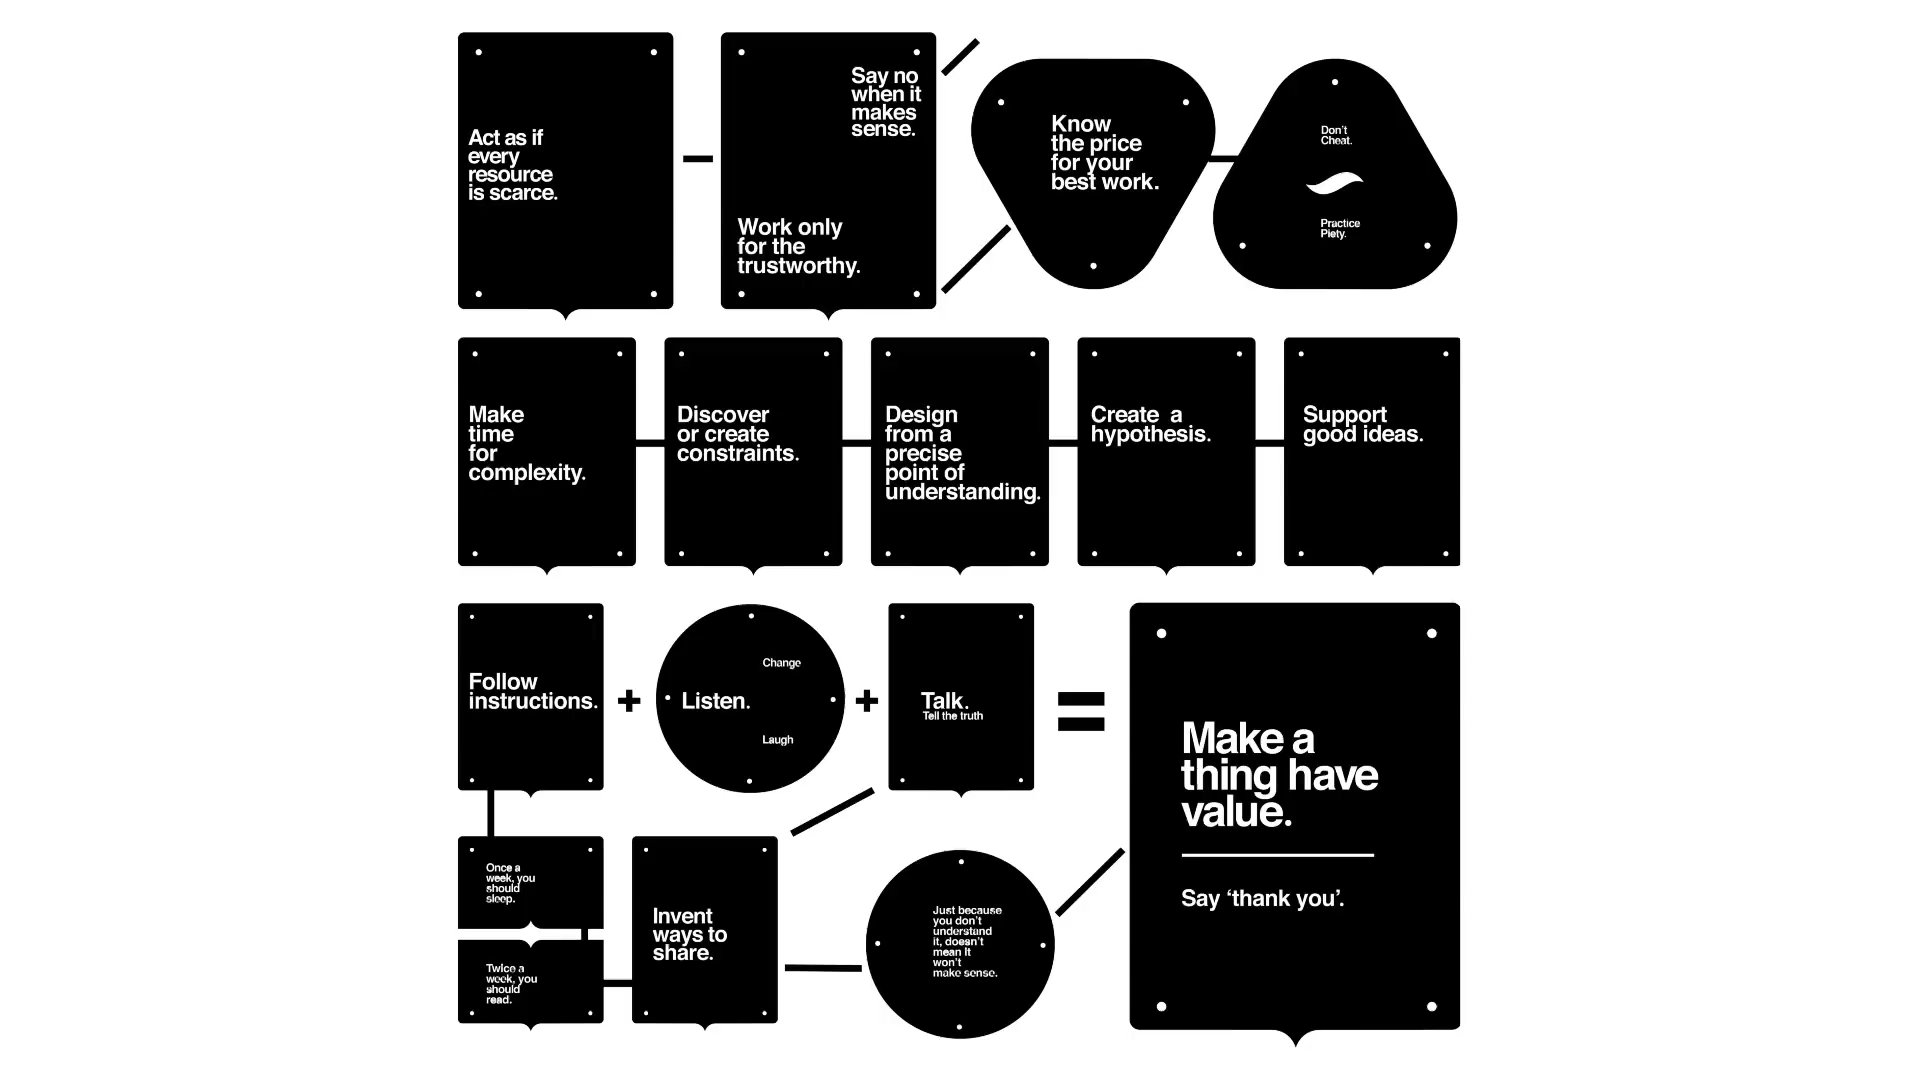 Act as if
every
resource
is scarce.
Say no
when it
makes
sense.
Work only
for the
trustworthy.
Know
the price
for your
best work.
Don't
Cheat.
Practice
Piety.
Make
time
for
complexity.
Discover
or create
constraints.
Design
from a
precise
point of
understanding.
Create a
hypothesis.
Support
good ideas.
Follow
instructions.
+
Listen.
Change
Laugh
+
Talk.
Tell the truth
=
Make a
thing have
value.
Say ‘thank you’.
Once a
week, you
should
sleep.
Twice a
week, you
should
read.
Invent
ways to
share.
Just because
you don't
understand
it, doesn't
mean it
won't
make sense.